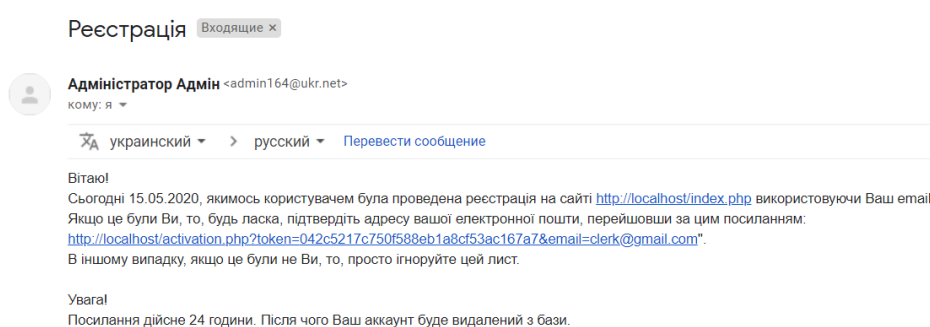 Реєстрація Входящие ×
Адміністратор Адмін <admin164@ukr.net>
кому: я
украинский > русский Перевести сообщение
Вітаю!
Сьогодні 15.05.2020, якимось користувачем була проведена реєстрація на сайті http://localhost/index.php використовуючи Ваш email
Якщо це були Ви, то, будь ласка, підтвердіть адресу вашої електронної пошти, перейшовши за цим посиланням:
http://localhost/activation.php?token=042c5217c750f588eb1a8cf53ac167a7&email=clerk@gmail.com".
В іншому випадку, якщо це були не Ви, то, просто ігноруйте цей лист.
Увага!
Посилання дійсне 24 години. Після чого Ваш аккаунт буде видалений з бази.